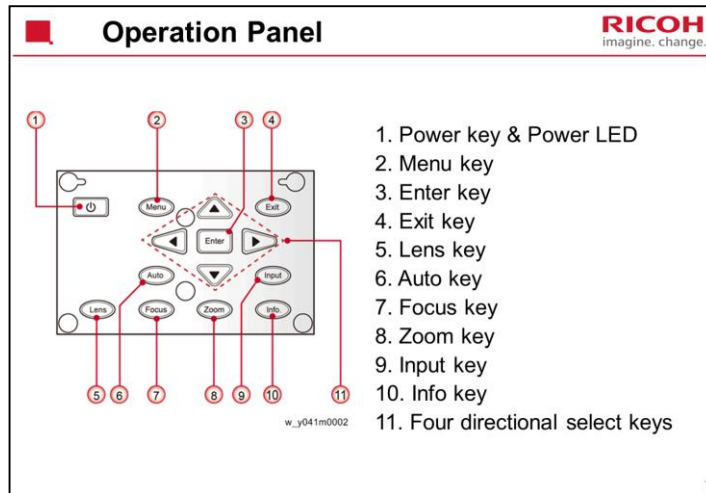 Operation Panel
RICOH
imagine. change.
1 2 3 4
Menu Exit
Enter
Auto Input
Lens Focus Zoom Info.
5 6 7 8 9 10 11
w_y041m0002
1. Power key & Power LED
2. Menu key
3. Enter key
4. Exit key
5. Lens key
6. Auto key
7. Focus key
8. Zoom key
9. Input key
10. Info key
11. Four directional select keys